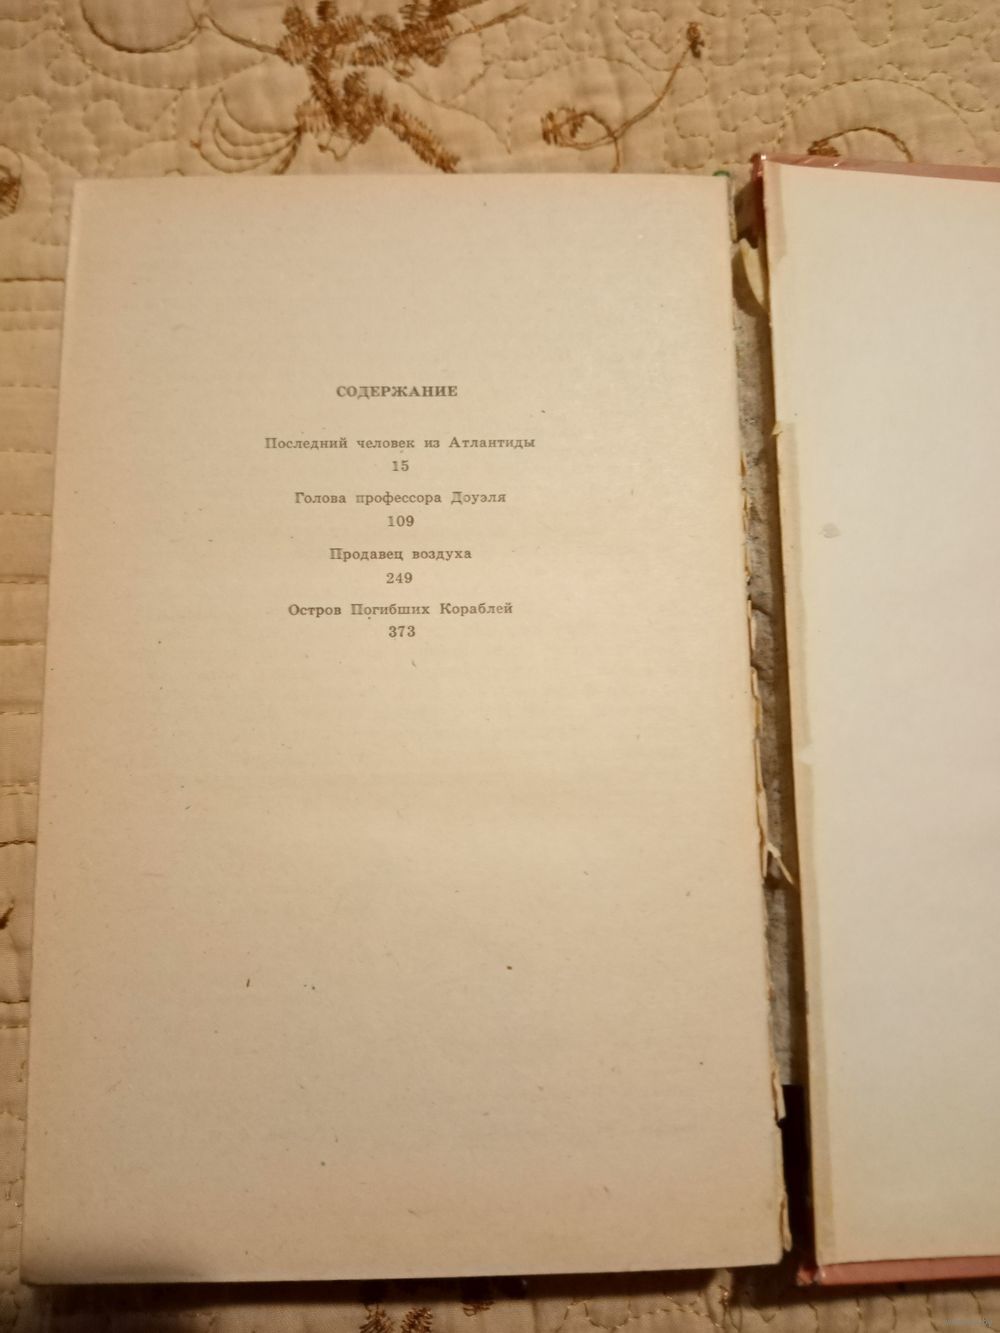 СОДЕРЖАНИЕ
Последний человек из Атлантиды
15
Голова профессора Доуэля
109
Продавец воздуха
249
Остров Погибших Кораблей
373